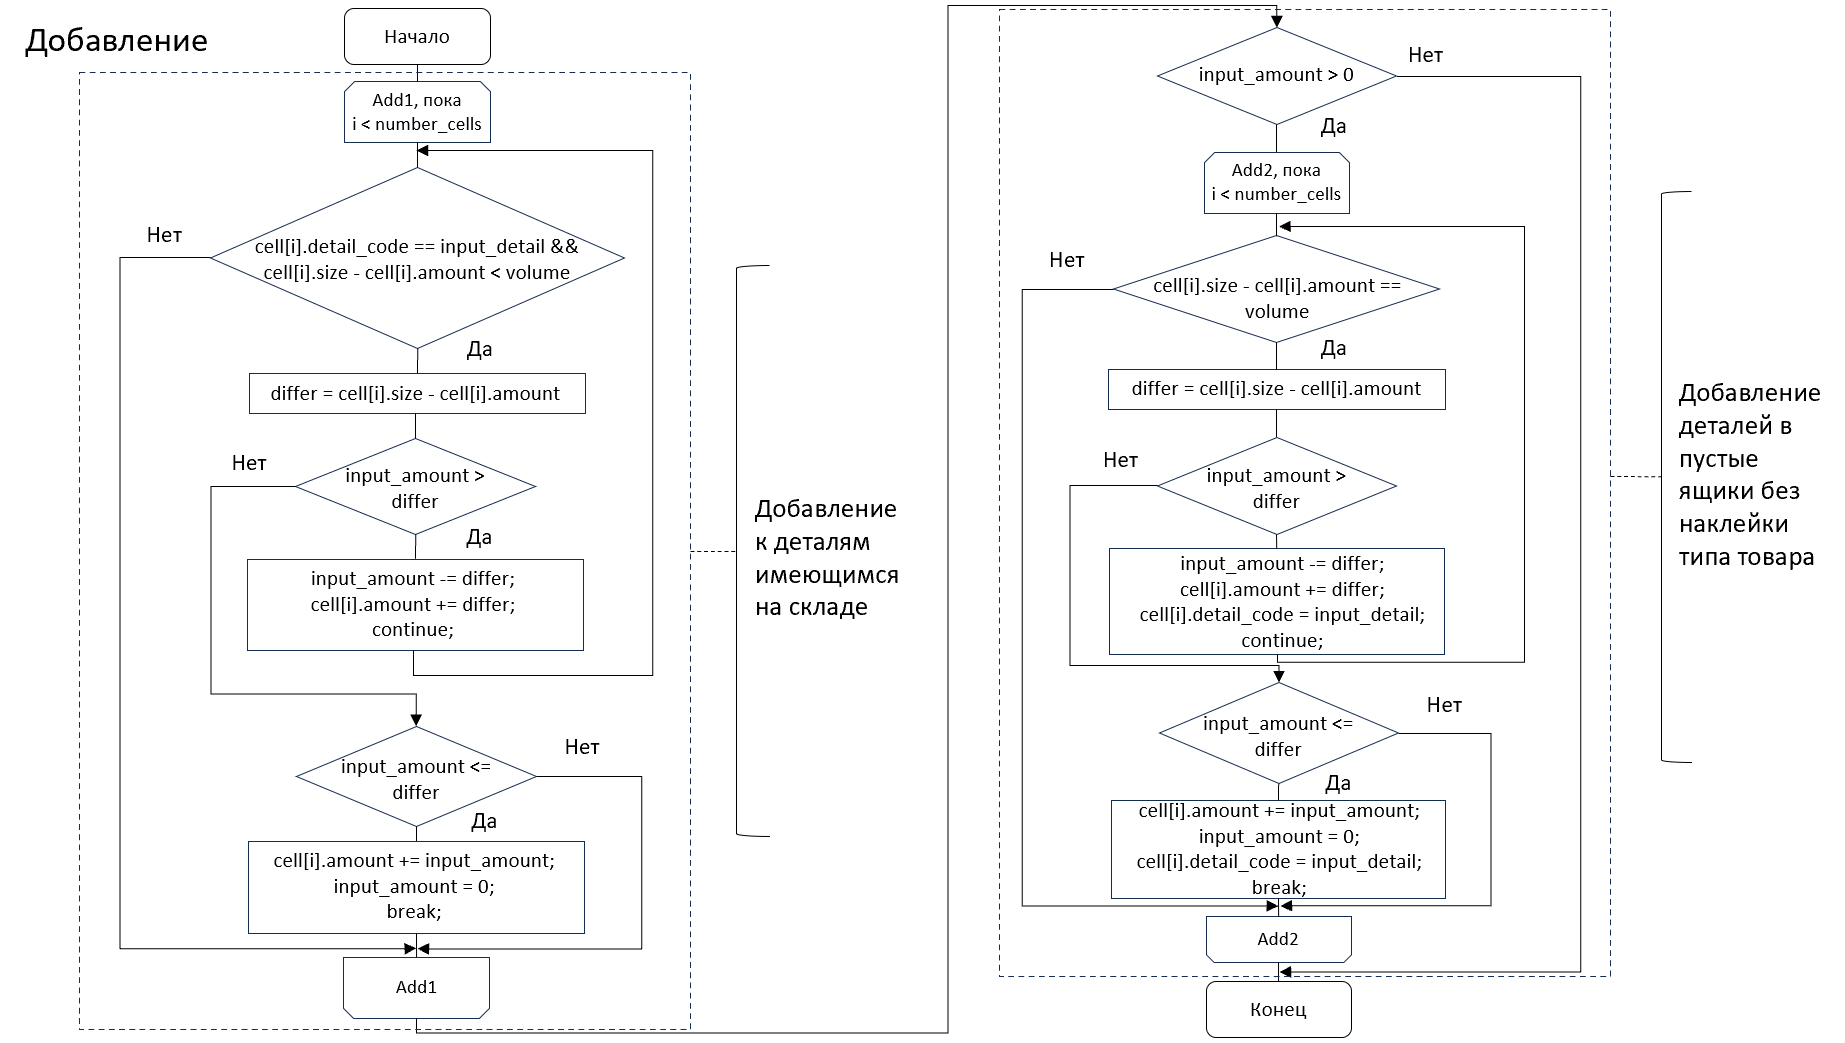 Добавление
Начало
Add1, пока
i < number_cells
Нет
cell[i].detail_code == input_detail &&
cell[i].size - cell[i].amount < volume
Да
differ = cell[i].size - cell[i].amount
Нет
input_amount >
differ
Да
input_amount -= differ;
cell[i].amount += differ;
continue;
input_amount <=
differ
Нет
Да
cell[i].amount += input_amount;
input_amount = 0;
break;
Add1
Добавление
к деталям
имеющимся
на складе
input_amount > 0
Нет
Да
Add2, пока
i < number_cells
Нет
cell[i].size - cell[i].amount ==
volume
Да
differ = cell[i].size - cell[i].amount
Нет
input_amount >
differ
input_amount -= differ;
cell[i].amount += differ;
cell[i].detail_code = input_detail;
continue;
Нет
input_amount <=
differ
Да
cell[i].amount += input_amount;
input_amount = 0;
cell[i].detail_code = input_detail;
break;
Add2
Конец
Добавление
деталей в
пустые
ящики без
наклейки
типа товара